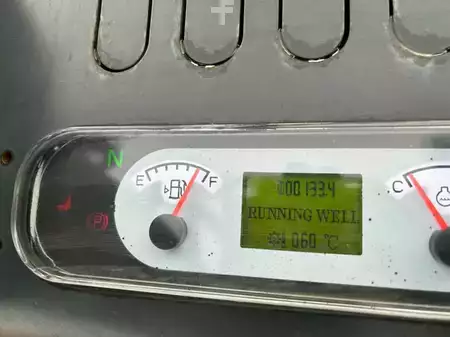 N
E F
00133.4
RUNNING WELL
060 °C
C